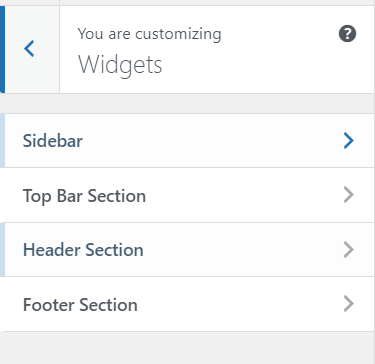 You are customizing
?
Widgets
Sidebar
Top Bar Section
Header Section
Footer Section